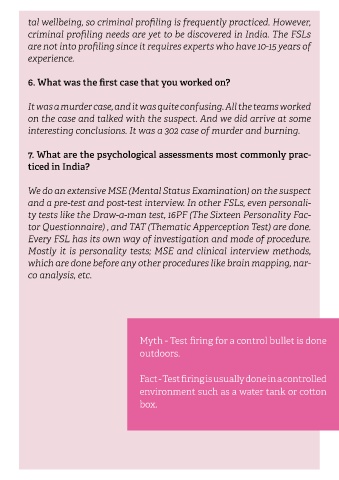 tal wellbeing, so criminal profiling is frequently practiced. However,
criminal profiling needs are yet to be discovered in India. The FSLs
are not into profiling since it requires experts who have 10-15 years of
experience.
6. What was the first case that you worked on?
It was a murder case, and it was quite confusing. All the teams worked
on the case and talked with the suspect. And we did arrive at some
interesting conclusions. It was a 302 case of murder and burning.
7. What are the psychological assessments most commonly prac-
ticed in India?
We do an extensive MSE (Mental Status Examination) on the suspect
and a pre-test and post-test interview. In other FSLs, even personali-
ty tests like the Draw-a-man test, 16PF (The Sixteen Personality Fac-
tor Questionnaire) , and TAT (Thematic Apperception Test) are done.
Every FSL has its own way of investigation and mode of procedure.
Mostly it is personality tests; MSE and clinical interview methods,
which are done before any other procedures like brain mapping, nar-
co analysis, etc.
Myth - Test firing for a control bullet is done
outdoors.
Fact - Test firing is usually done in a controlled
environment such as a water tank or cotton
box.